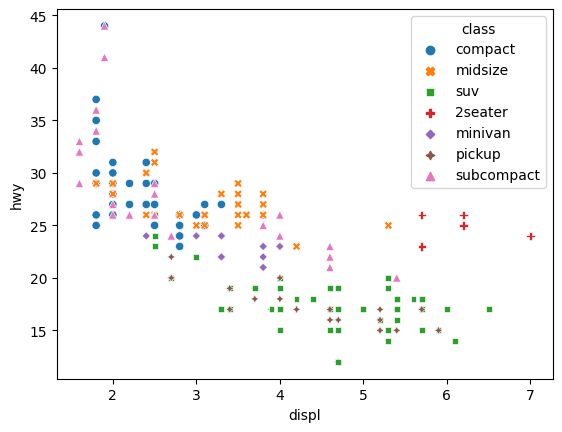 45
40
35
30
25
20
15
hwy
2
3
4
5
6
7
displ
class
compact
midsize
suv
2seater
minivan
pickup
subcompact